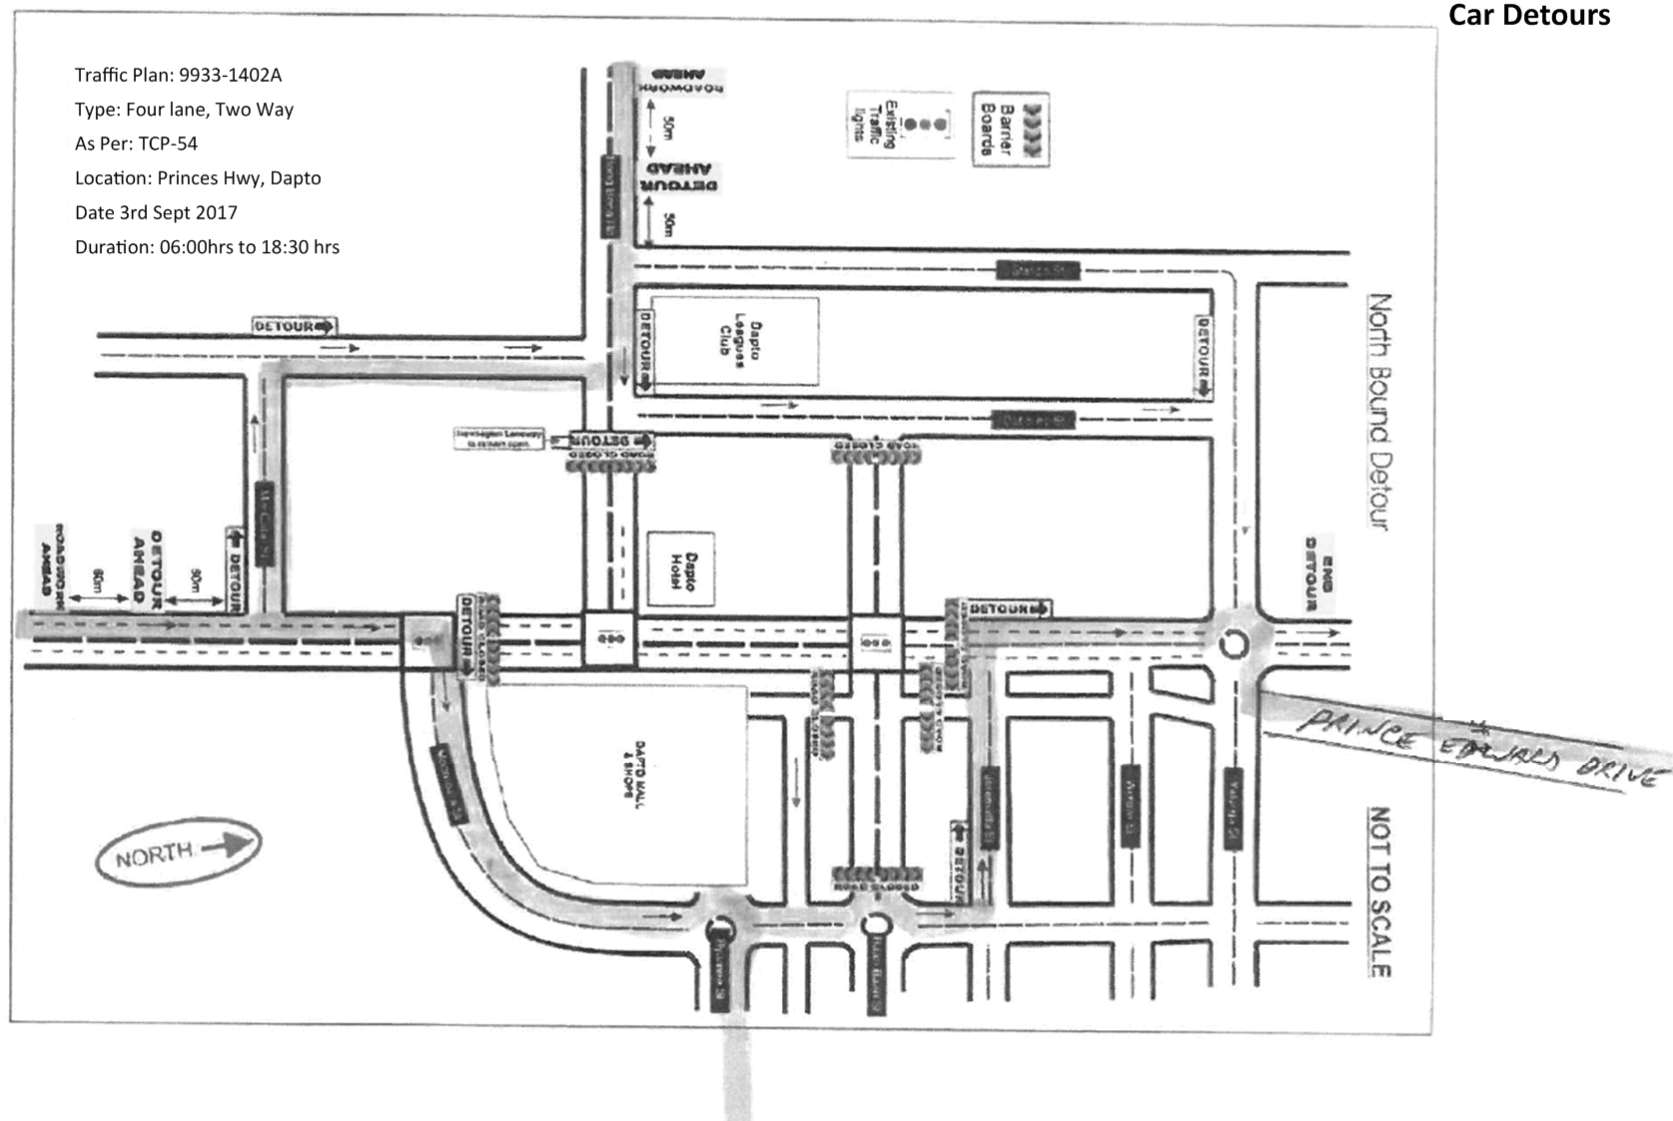 Car Detours
Traffic Plan: 9933-1402A
Type: Four lane, Two Way
As Per: TCP-54
Location: Princes Hwy, Dapto
Date 3rd Sept 2017
Duration: 06:00hrs to 18:30 hrs
ROADWORK
AHEAD
50m
DETOUR
AHEAD
50m
Existing
Traffic
lights
Barrier
Boards
North Bound Detour
DETOUR
DETOUR
Dapto
Leagues
Club
DETOUR
DETOUR
ROAD CLOSED
ROAD CLOSED
ROADWORK
AHEAD
60m
DETOUR
AHEAD
60m
DETOUR
Dapto
Hotel
END
DETOUR
DETOUR
ROAD CLOSED
DETOUR
ROAD CLOSED
DAPTO MALL
& SHOPS
PRINCE EDWARD DRIVE
NORTH
DETOUR
NOT TO SCALE